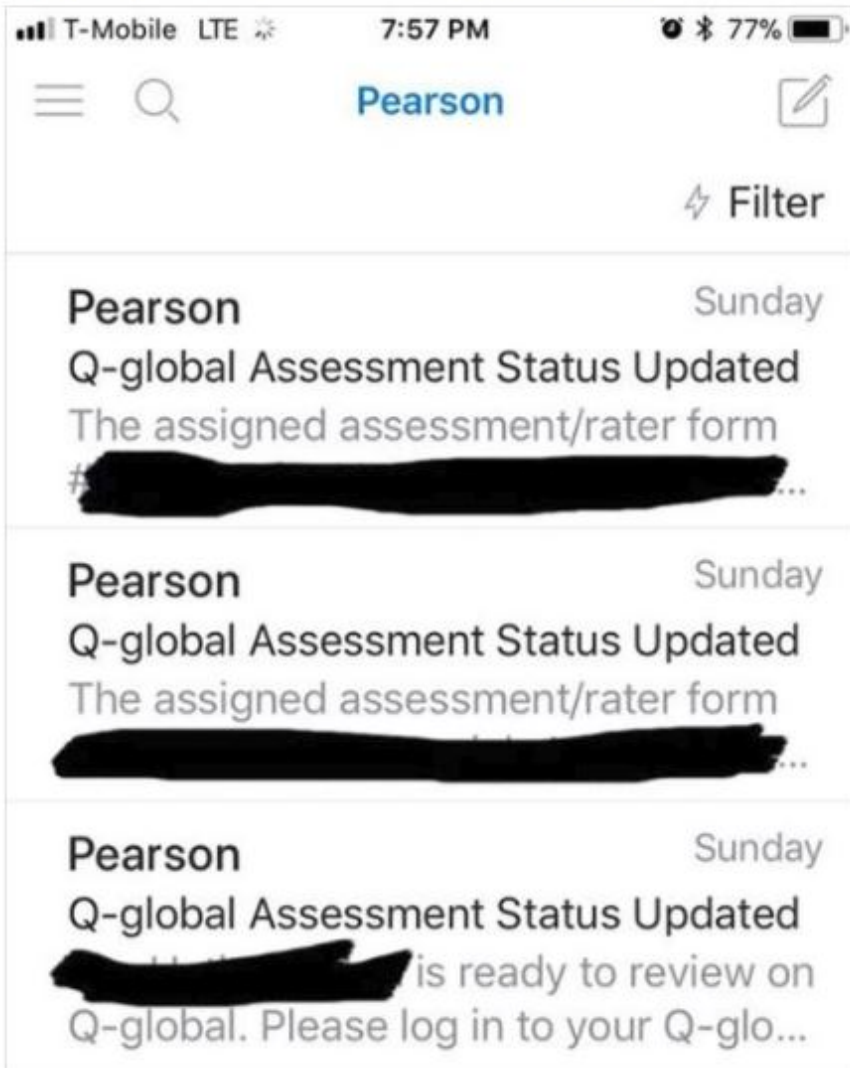 T-Mobile LTE 7:57 PM 77%
Pearson
Filter
Pearson Sunday
Q-global Assessment Status Updated
The assigned assessment/rater form
#...
Pearson Sunday
Q-global Assessment Status Updated
The assigned assessment/rater form
...
Pearson Sunday
Q-global Assessment Status Updated
is ready to review on
Q-global. Please log in to your Q-glo...